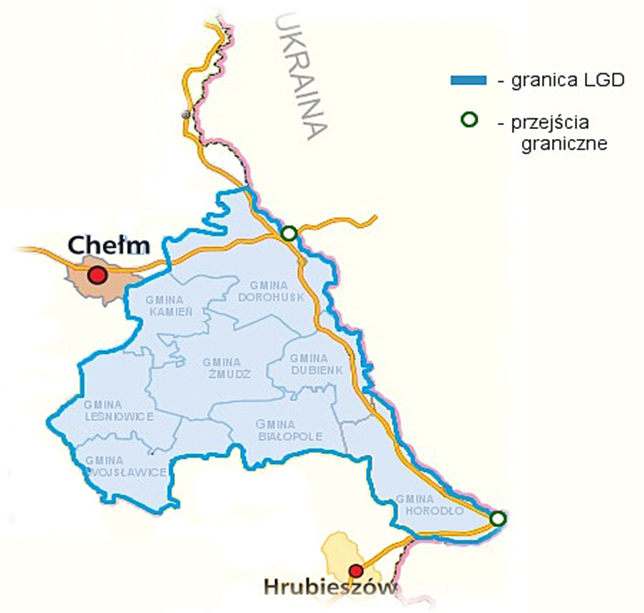 UKRAINA
- granica LGD
- przejścia
graniczne
Chełm
GMINA
DOROHUSK
GMINA
KAMIEŃ
GMINA
ŻMUDŹ
GMINA
DUBIENK
GMINA
LEŚNIOWICE
GMINA
BIAŁOPOLE
GMINA
WOJSŁAWICE
GMINA
HORODŁO
Hrubieszów